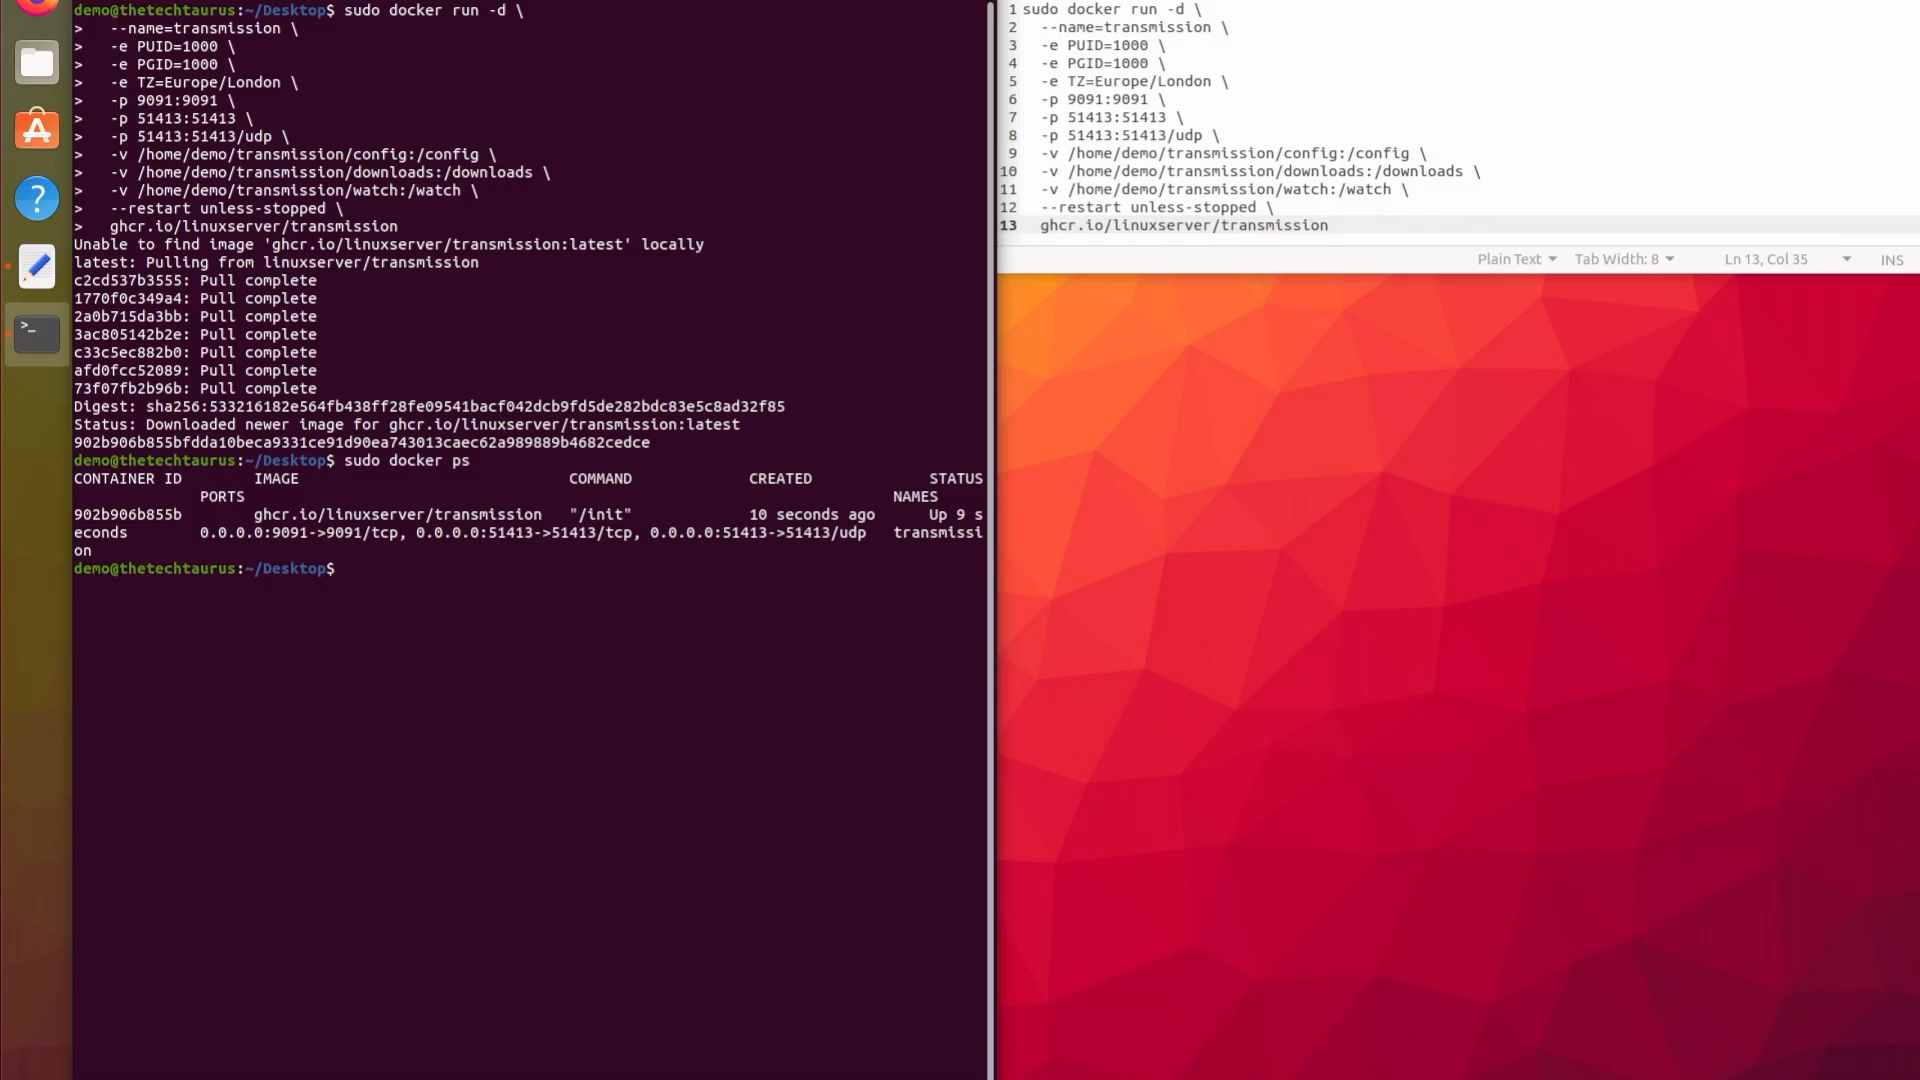 demo@thetechtaurus:~/Desktop$ sudo docker run -d \
>   --name=transmission \
>   -e PUID=1000 \
>   -e PGID=1000 \
>   -e TZ=Europe/London \
>   -p 9091:9091 \
>   -p 51413:51413 \
>   -p 51413:51413/udp \
>   -v /home/demo/transmission/config:/config \
>   -v /home/demo/transmission/downloads:/downloads \
>   -v /home/demo/transmission/watch:/watch \
>   --restart unless-stopped \
>   ghcr.io/linuxserver/transmission
Unable to find image 'ghcr.io/linuxserver/transmission:latest' locally
latest: Pulling from linuxserver/transmission
c2cd537b3555: Pull complete
1770f0c349a4: Pull complete
2a0b715da3bb: Pull complete
3ac805142b2e: Pull complete
c33c5ec882b0: Pull complete
afd0fcc52089: Pull complete
73f07fb2b96b: Pull complete
Digest: sha256:533216182e564fb438ff28fe09541bacf042dcb9fd5de282bdc83e5c8ad32f85
Status: Downloaded newer image for ghcr.io/linuxserver/transmission:latest
902b906b855bfdda10beca9331ce91d90ea743013caec62a989889b4682cedce
demo@thetechtaurus:~/Desktop$ sudo docker ps
CONTAINER ID        IMAGE                              COMMAND             CREATED             STATUS
              PORTS                                                                        NAMES
902b906b855b        ghcr.io/linuxserver/transmission   "/init"             10 seconds ago      Up 9 s
econds        0.0.0.0:9091->9091/tcp, 0.0.0.0:51413->51413/tcp, 0.0.0.0:51413->51413/udp   transmissi
on
demo@thetechtaurus:~/Desktop$
1 sudo docker run -d \
2   --name=transmission \
3   -e PUID=1000 \
4   -e PGID=1000 \
5   -e TZ=Europe/London \
6   -p 9091:9091 \
7   -p 51413:51413 \
8   -p 51413:51413/udp \
9   -v /home/demo/transmission/config:/config \
10   -v /home/demo/transmission/downloads:/downloads \
11   -v /home/demo/transmission/watch:/watch \
12   --restart unless-stopped \
13   ghcr.io/linuxserver/transmission
Plain Text  Tab Width: 8  Ln 13, Col 35  INS